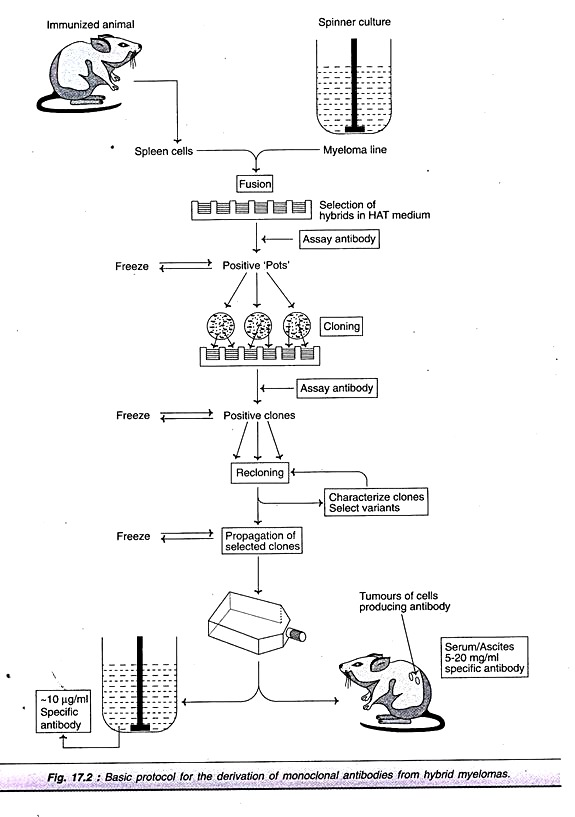 Immunized animal
Spinner culture
Spleen cells
Myeloma line
Fusion
Selection of
hybrids in HAT medium
Assay antibody
Freeze
Positive 'Pots'
Cloning
Assay antibody
Freeze
Positive clones
Recloning
Characterize clones
Select variants
Freeze
Propagation of
selected clones
Tumours of cells
producing antibody
Serum/Ascites
5-20 mg/ml
specific antibody
~10 µg/ml
Specific
antibody
Fig. 17.2 : Basic protocol for the derivation of monoclonal antibodies from hybrid myelomas.